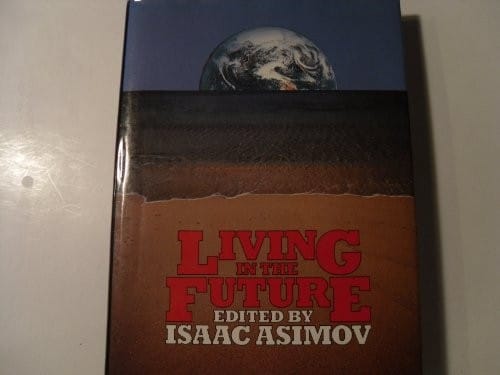 LIVING
IN THE
FUTURE
EDITED BY
ISAAC ASIMOV